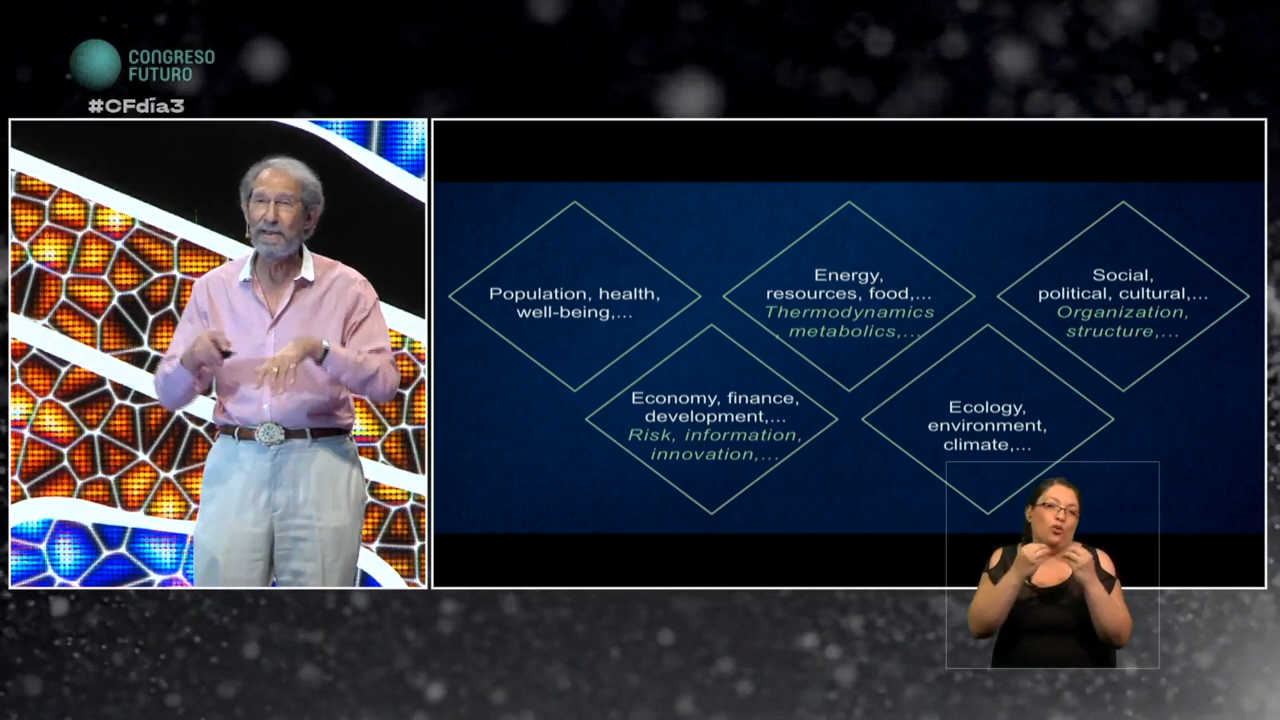 CONGRESO
FUTURO
#CFdía3
Population, health,
well-being,...
Energy,
resources, food,...
Thermodynamics
, metabolics,...
Social,
political, cultural,...
Organization,
structure,...
Economy, finance,
development,...
Risk, information,
innovation,...
Ecology,
environment,
climate,...